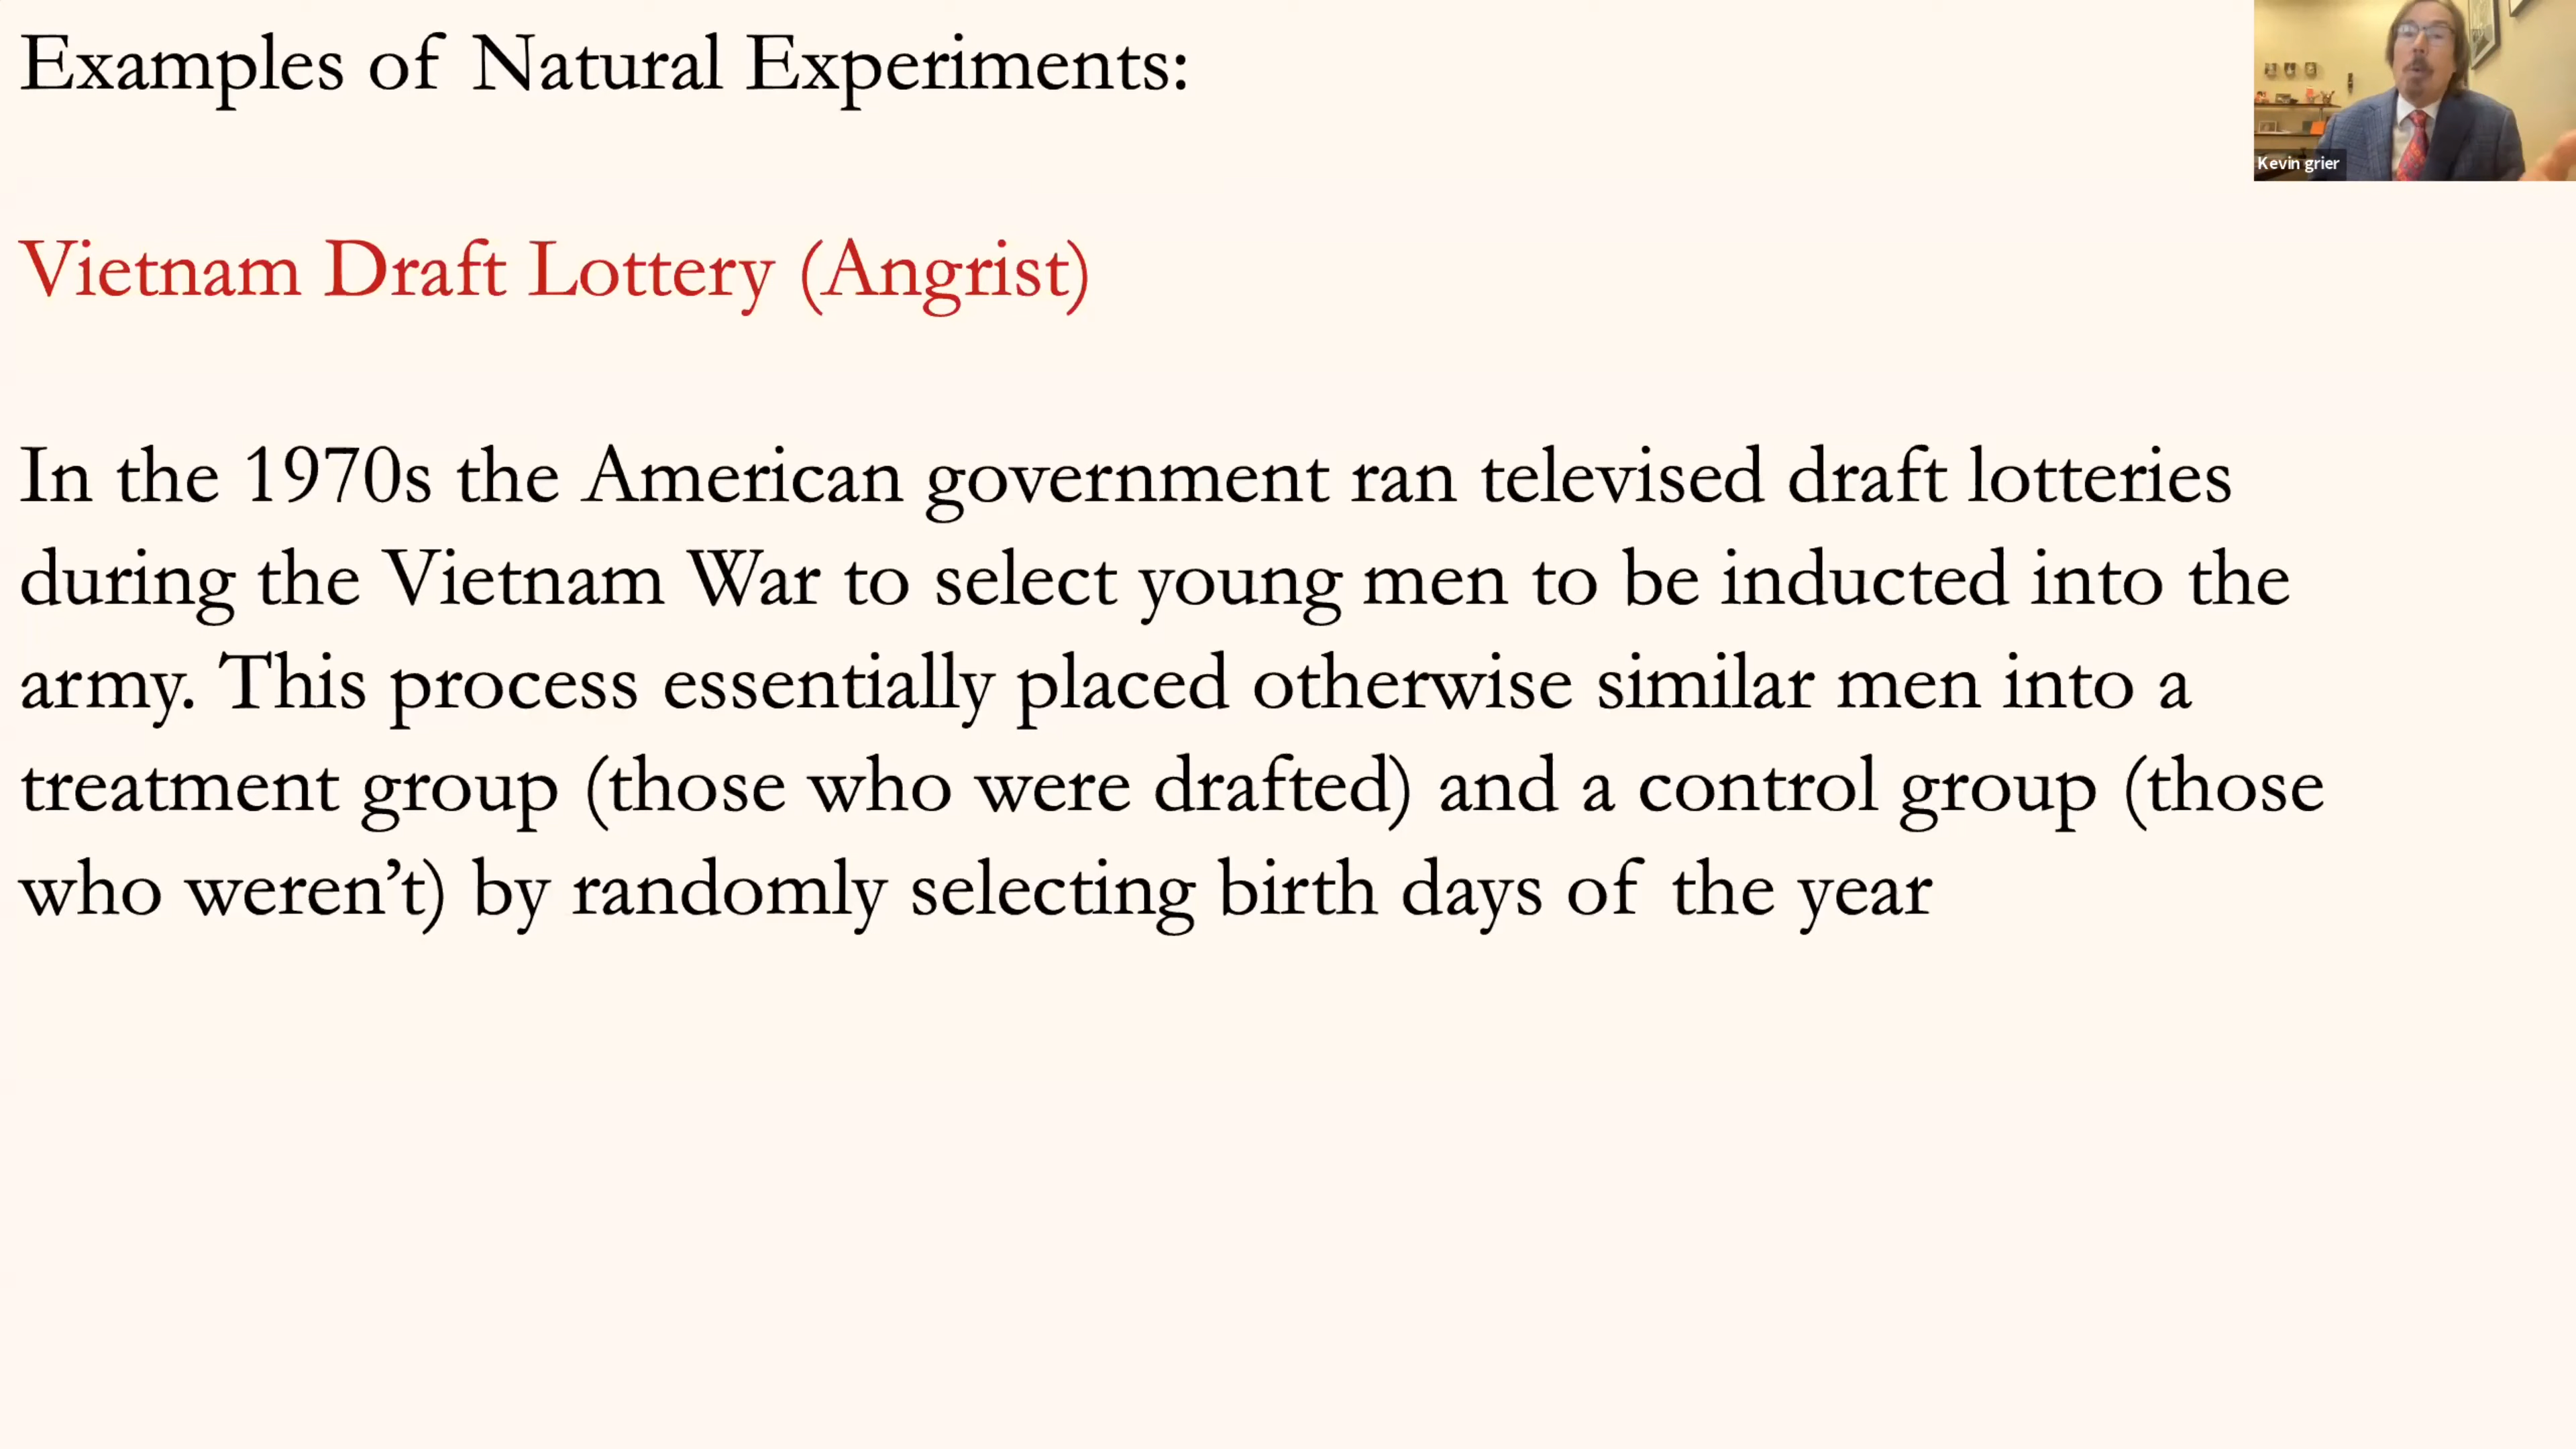 Examples of Natural Experiments:
Kevin grier
Vietnam Draft Lottery (Angrist)
In the 1970s the American government ran televised draft lotteries
during the Vietnam War to select young men to be inducted into the
army. This process essentially placed otherwise similar men into a
treatment group (those who were drafted) and a control group (those
who weren’t) by randomly selecting birth days of the year